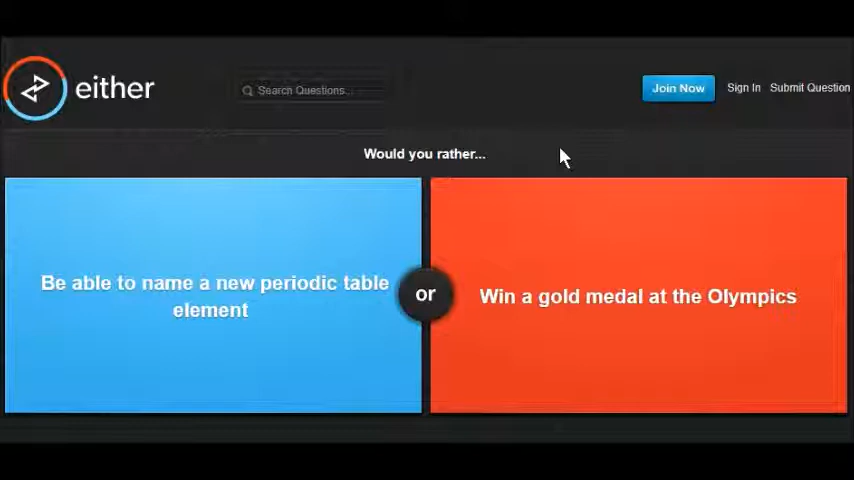 either
Search Questions...
Join Now
Sign In
Submit Question
Would you rather...
Be able to name a new periodic table
element
or
Win a gold medal at the Olympics